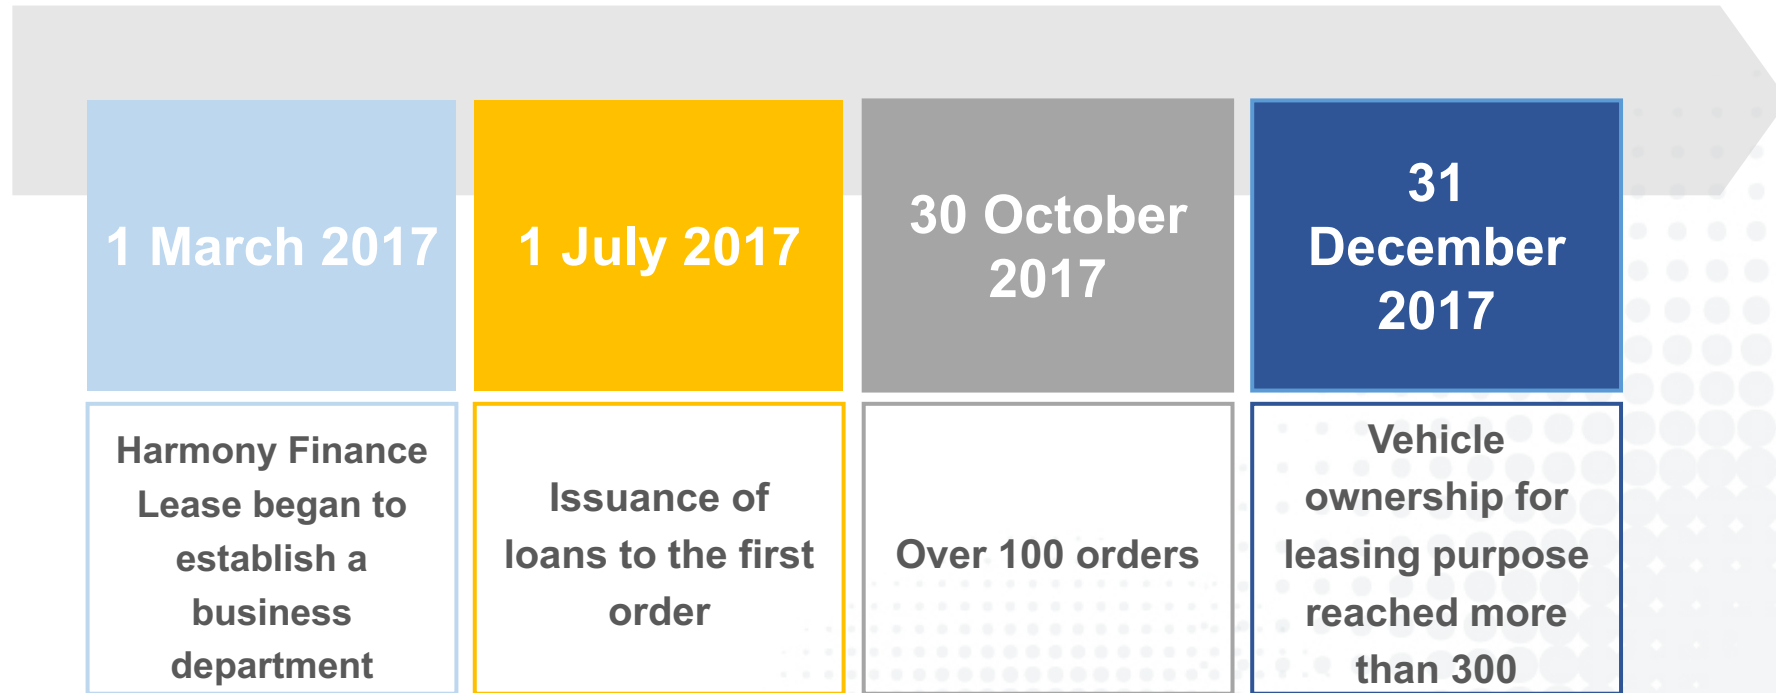 1 March 2017
1 July 2017
30 October
2017
31
December
2017
Harmony Finance
Lease began to
establish a
business
department
Issuance of
loans to the first
order
Over 100 orders
Vehicle
ownership for
leasing purpose
reached more
than 300